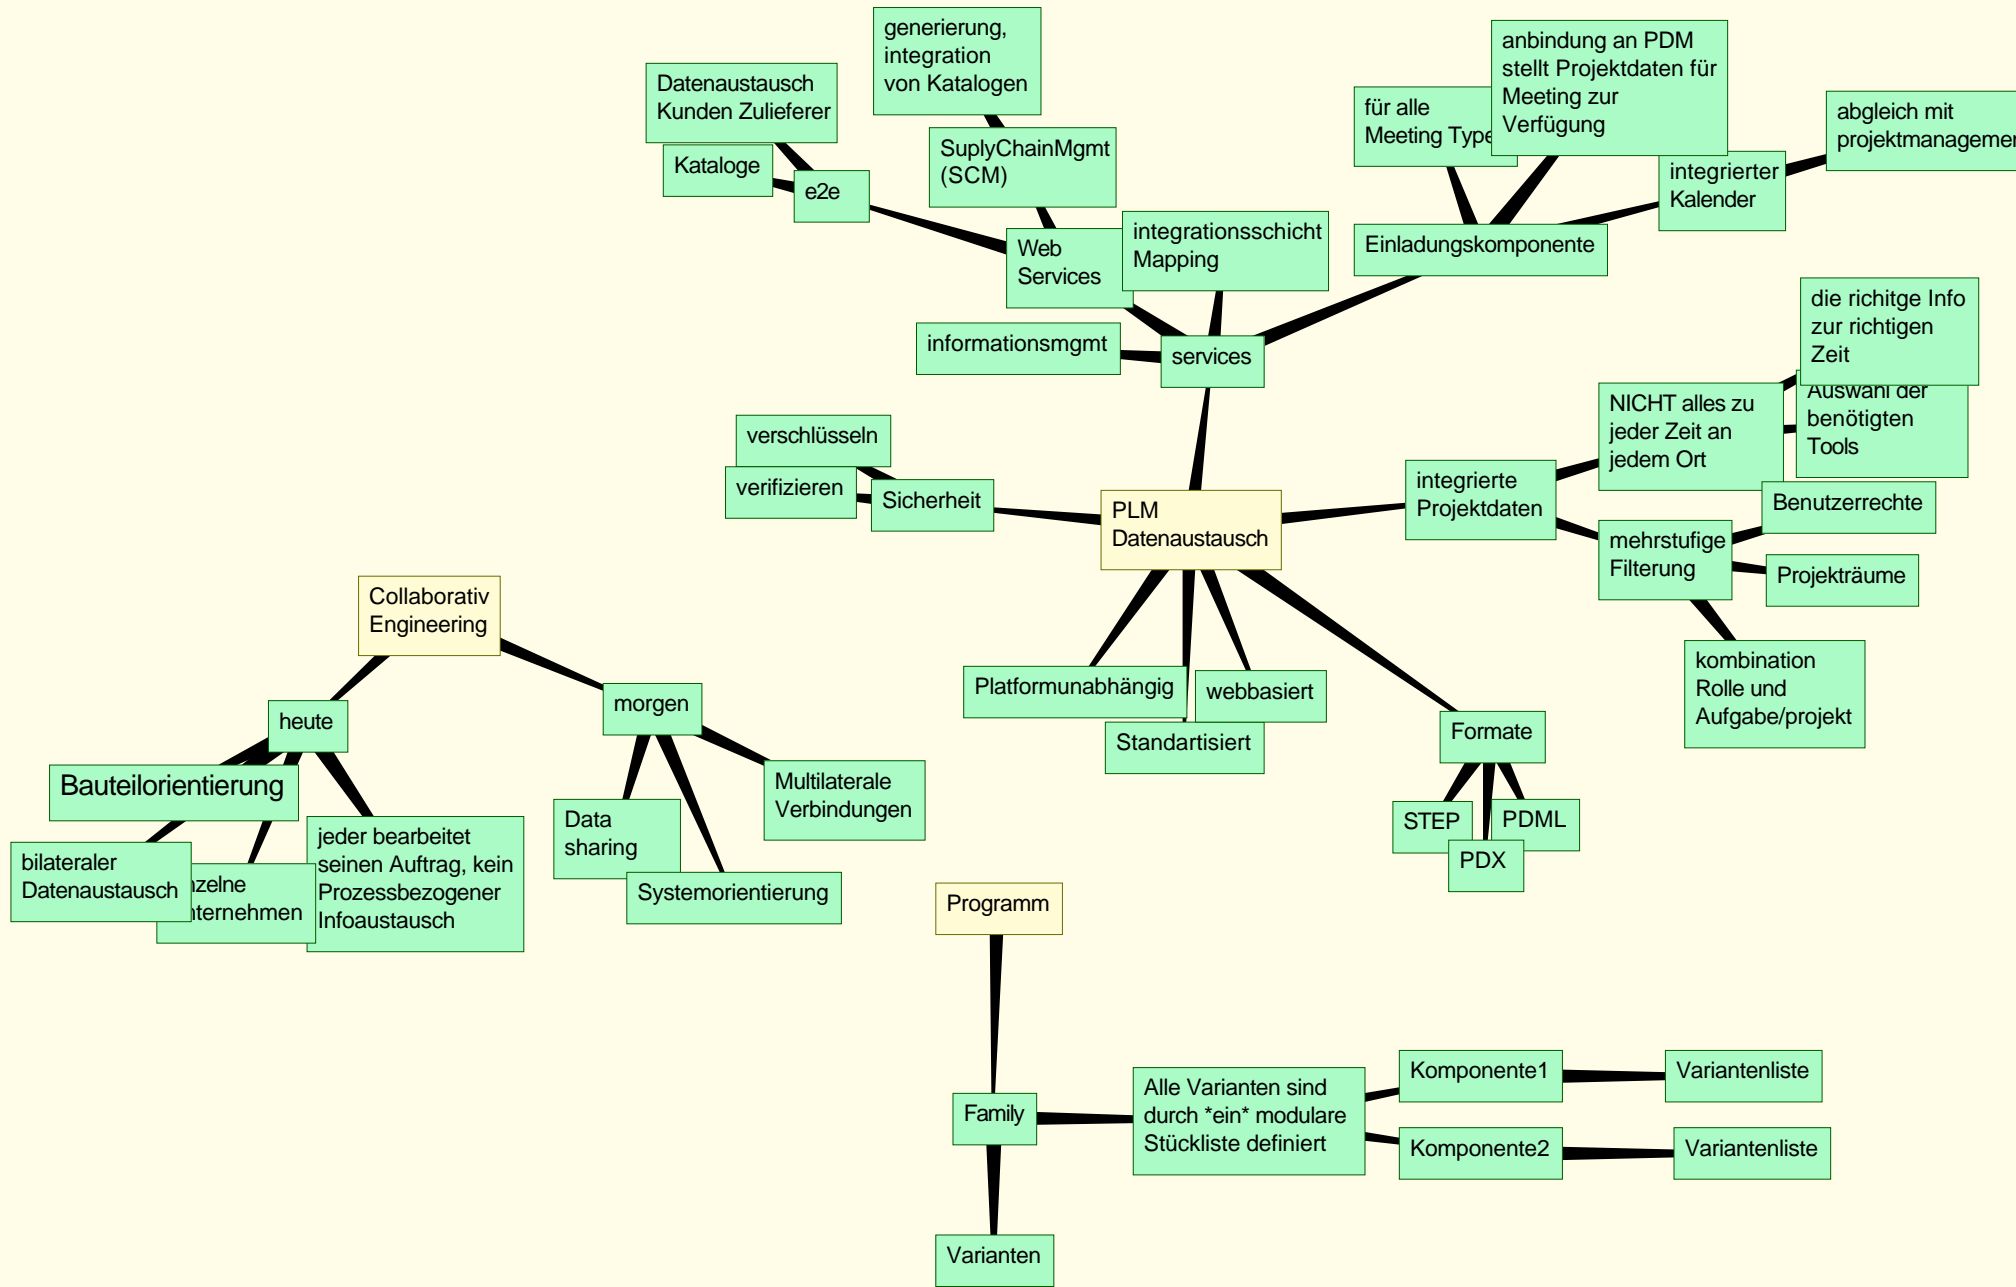 generierung,
integration
von Katalogen
anbindung an PDM
stellt Projektdaten für
Meeting zur
Verfügung
Datenaustausch
Kunden Zulieferer
für alle
Meeting Type
abgleich mit
SuplyChainMgmt
(SCM)
Kataloge
e2e
integrierter
Kalender
Web
Services
integrationsschicht
Mapping
Einladungskomponente
informationsmgmt
services
die richitge Info
zur richtigen
Zeit
Auswahl der
benötigten
Tools
NICHT alles zu
jeder Zeit an
jedem Ort
verschlüsseln
verifizieren
Sicherheit
PLM
Datenaustausch
integrierte
Projektdaten
Benutzerrechte
mehrstufige
Filterung
Projekträume
kombination
Rolle und
Aufgabe/projekt
Collaborativ
Engineering
Platformunabhängig
webbasiert
Standartisiert
Formate
STEP
PDML
PDX
heute
morgen
Bauteilorientierung
bilateraler
Datenaustausch
jeder bearbeitet
seinen Auftrag, kein
Prozessbezogener
Infoaustausch
Data
sharing
Multilaterale
Verbindungen
Systemorientierung
Programm
Family
Alle Varianten sind
durch *ein* modulare
Stückliste definiert
Komponente1
Variantenliste
Komponente2
Variantenliste
Varianten